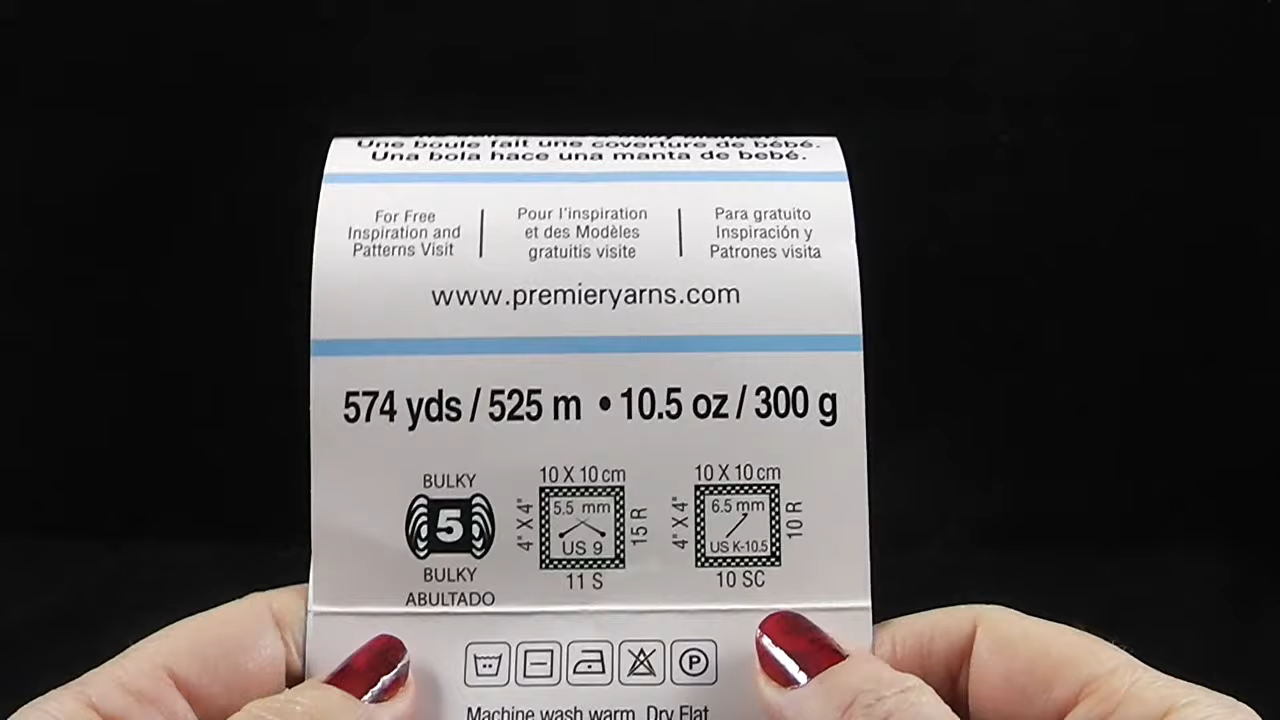 Une boule fait une coverture de bébé.
Una bola hace una manta de bebé.
For Free
Inspiration and
Patterns Visit
Pour l'inspiration
et des Modèles
gratuitis visite
Para gratuito
Inspiración y
Patrones visita
www.premieryarns.com
574 yds / 525 m • 10.5 oz / 300 g
BULKY
5
BULKY
ABULTADO
10 X 10 cm
4" X 4"
5.5 mm
US 9
15 R
11 S
10 X 10 cm
4" X 4"
6.5 mm
US K-10.5
10 R
10 SC
P
Machine wash warm. Dry Flat